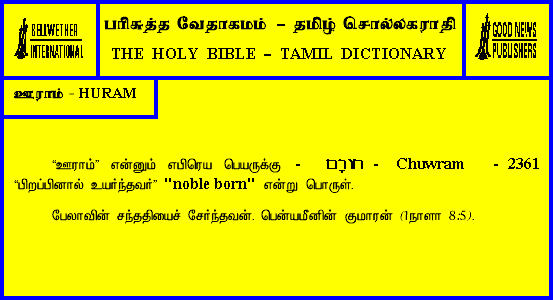 BELLWETHER
INTERNATIONAL
பரிசுத்த வேதாகமம் – தமிழ் சொல்லகராதி
THE HOLY BIBLE – TAMIL DICTIONARY
GOOD NEWS
PUBLISHERS
ஊராம் - HURAM
“ஊராம்” என்னும் எபிரெய பெயருக்கு - חוּרָם - Chuwram - 2361
“பிறப்பினால் உயர்ந்தவர்” "noble born" என்று பொருள்.
பேலாவின் சந்ததியைச் சேர்ந்தவன். பென்யமீனின் குமாரன் (1நாளா 8:5).